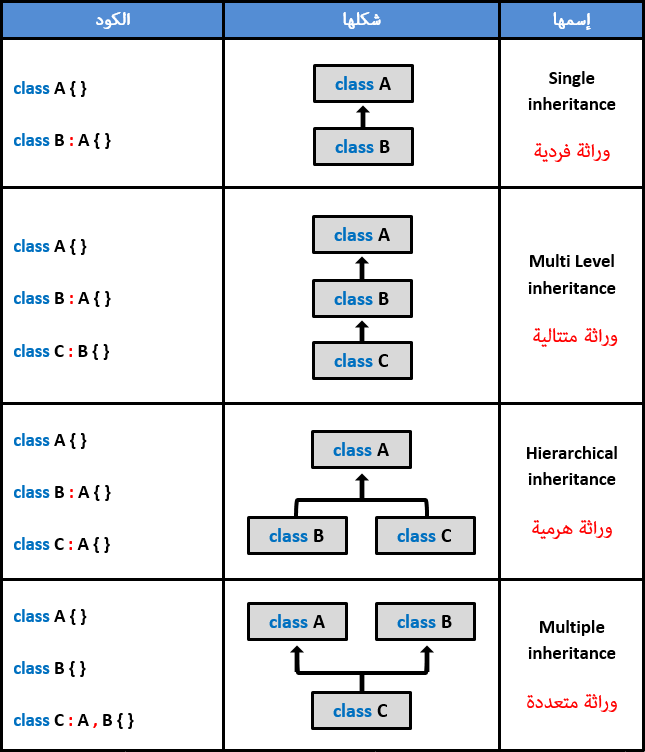 إسمها
شكلها
الكود
Single
inheritance
وراثة فردية
class A
class B
class A { }
class B : A { }
Multi Level
inheritance
وراثة متتالية
class A
class B
class C
class A { }
class B : A { }
class C : B { }
Hierarchical
inheritance
وراثة هرمية
class A
class B
class C
class A { }
class B : A { }
class C : A { }
Multiple
inheritance
وراثة متعددة
class A
class B
class C
class A { }
class B { }
class C : A , B { }